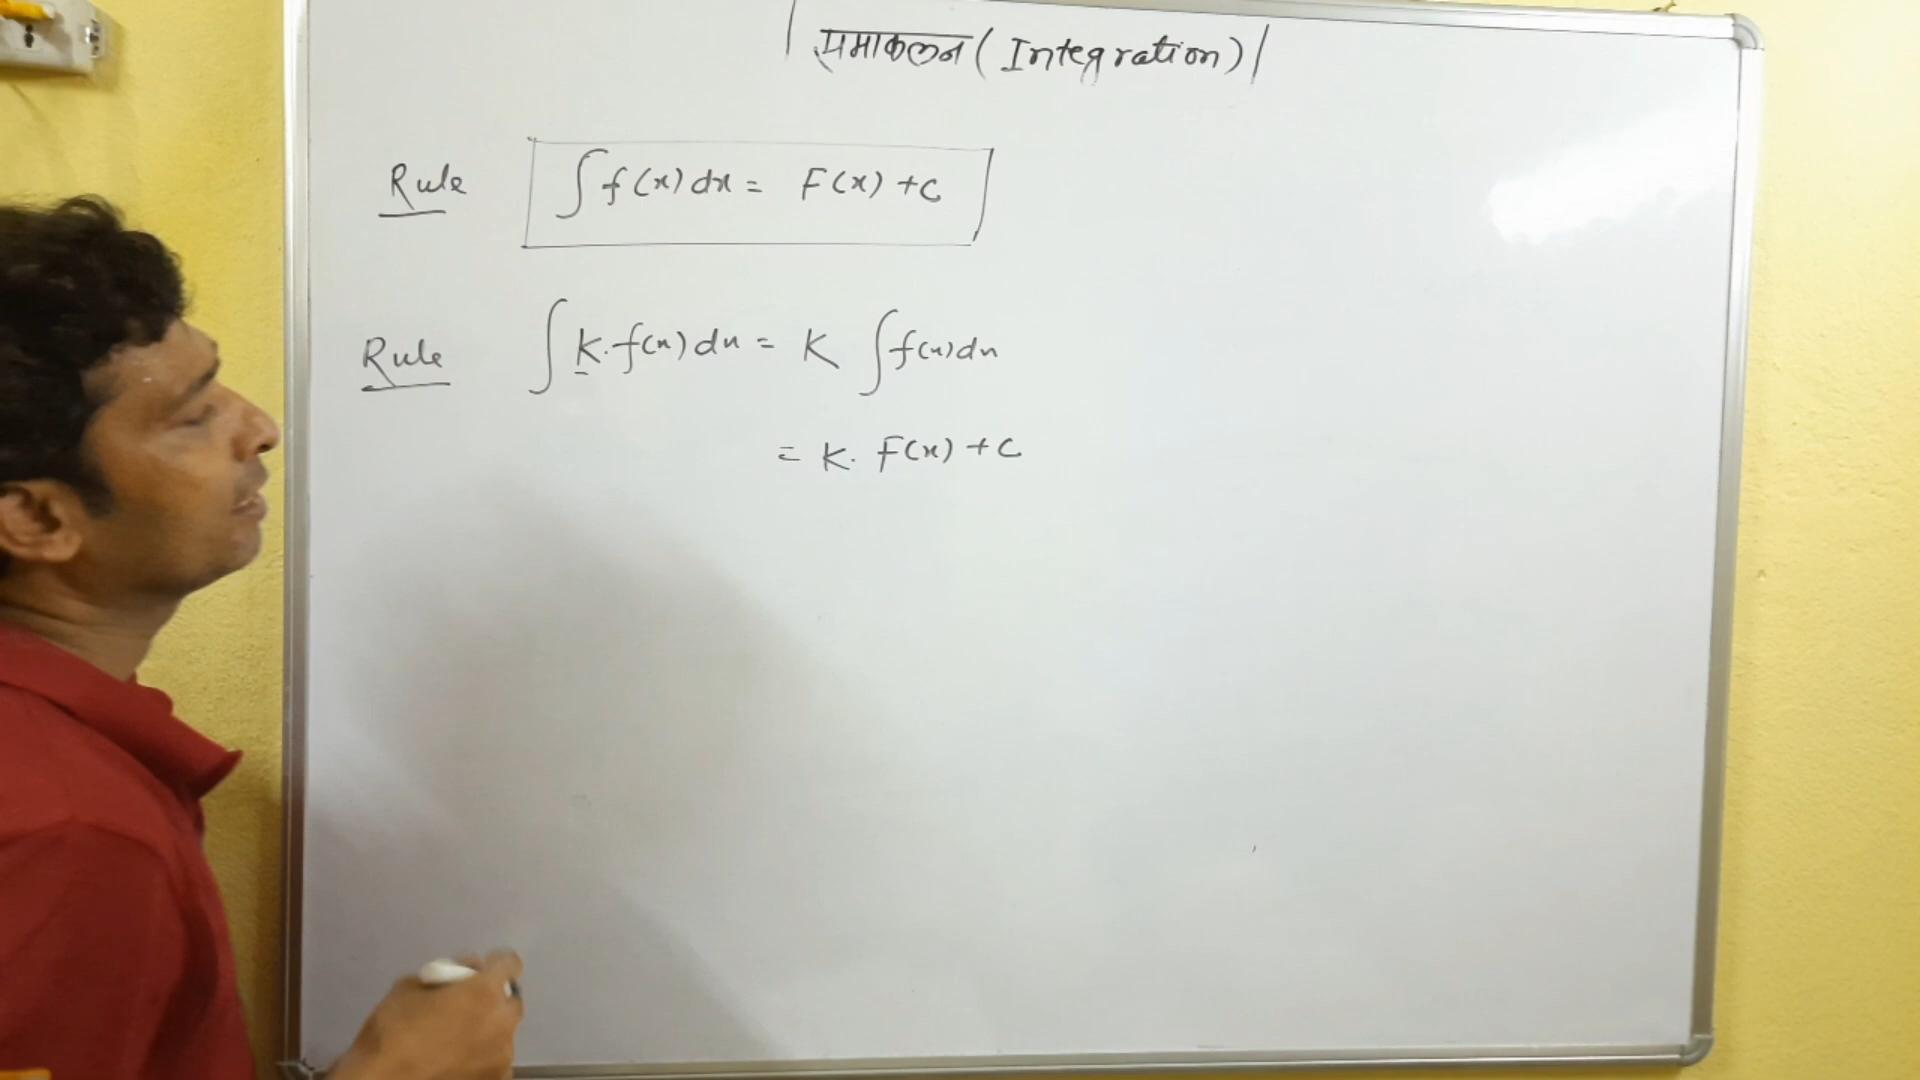 समाकलन (Integration)
Rule ∫ f(x) dx = F(x) + C
Rule ∫ K. f(x) dx = K ∫ f(x) dx
= K. F(x) + C